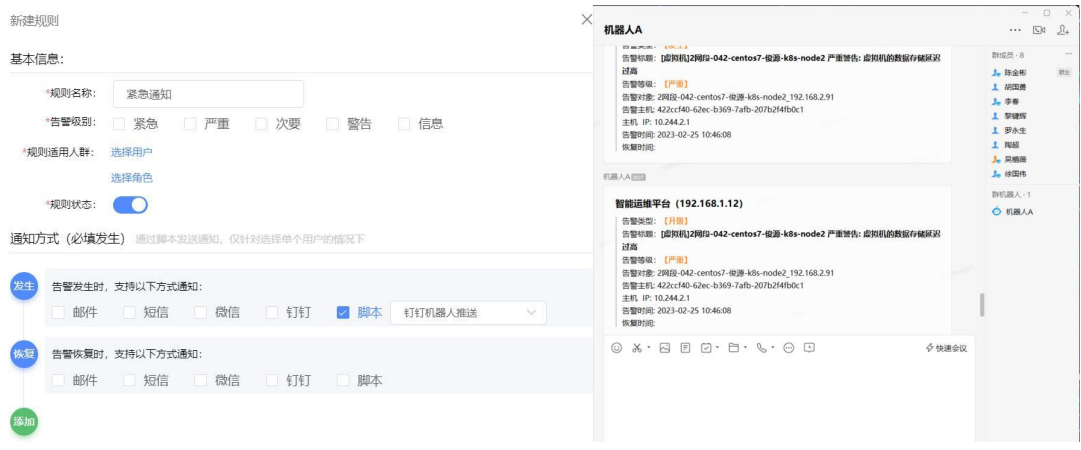 新建规则
基本信息:
*规则名称: 紧急通知
*告警级别: 紧急 严重 次要 警告 信息
*规则适用人群: 选择用户
选择角色
*规则状态:
通知方式（必填发生） 通过脚本发送通知，仅针对选择单个用户的情况下
发生 告警发生时，支持以下方式通知:
邮件 短信 微信 钉钉 脚本 钉钉机器人推送
恢复 告警恢复时，支持以下方式通知:
邮件 短信 微信 钉钉 脚本
添加
机器人A
告警标题: [虚拟机]2网段-042-centos7-俊源-k8s-node2 严重警告: 虚拟机的数据存储延迟
过高
告警等级: 【严重】
告警对象: 2网段-042-centos7-俊源-k8s-node2_192.168.2.91
告警主机: 422ccf40-62ec-b369-7afb-207b2f4fb0c1
主机 IP: 10.244.2.1
告警时间: 2023-02-25 10:46:08
恢复时间:
机器人A
智能运维平台（192.168.1.12）
告警类型: 【升级】
告警标题: [虚拟机]2网段-042-centos7-俊源-k8s-node2 严重警告: 虚拟机的数据存储延迟
过高
告警等级: 【严重】
告警对象: 2网段-042-centos7-俊源-k8s-node2_192.168.2.91
告警主机: 422ccf40-62ec-b369-7afb-207b2f4fb0c1
主机 IP: 10.244.2.1
告警时间: 2023-02-25 10:46:08
恢复时间:
快速会议
群成员 · 8
陈金彬 群主
胡国勇
李春
黎健辉
罗永生
陶超
吴楠薇
徐国伟
群机器人 · 1
机器人A